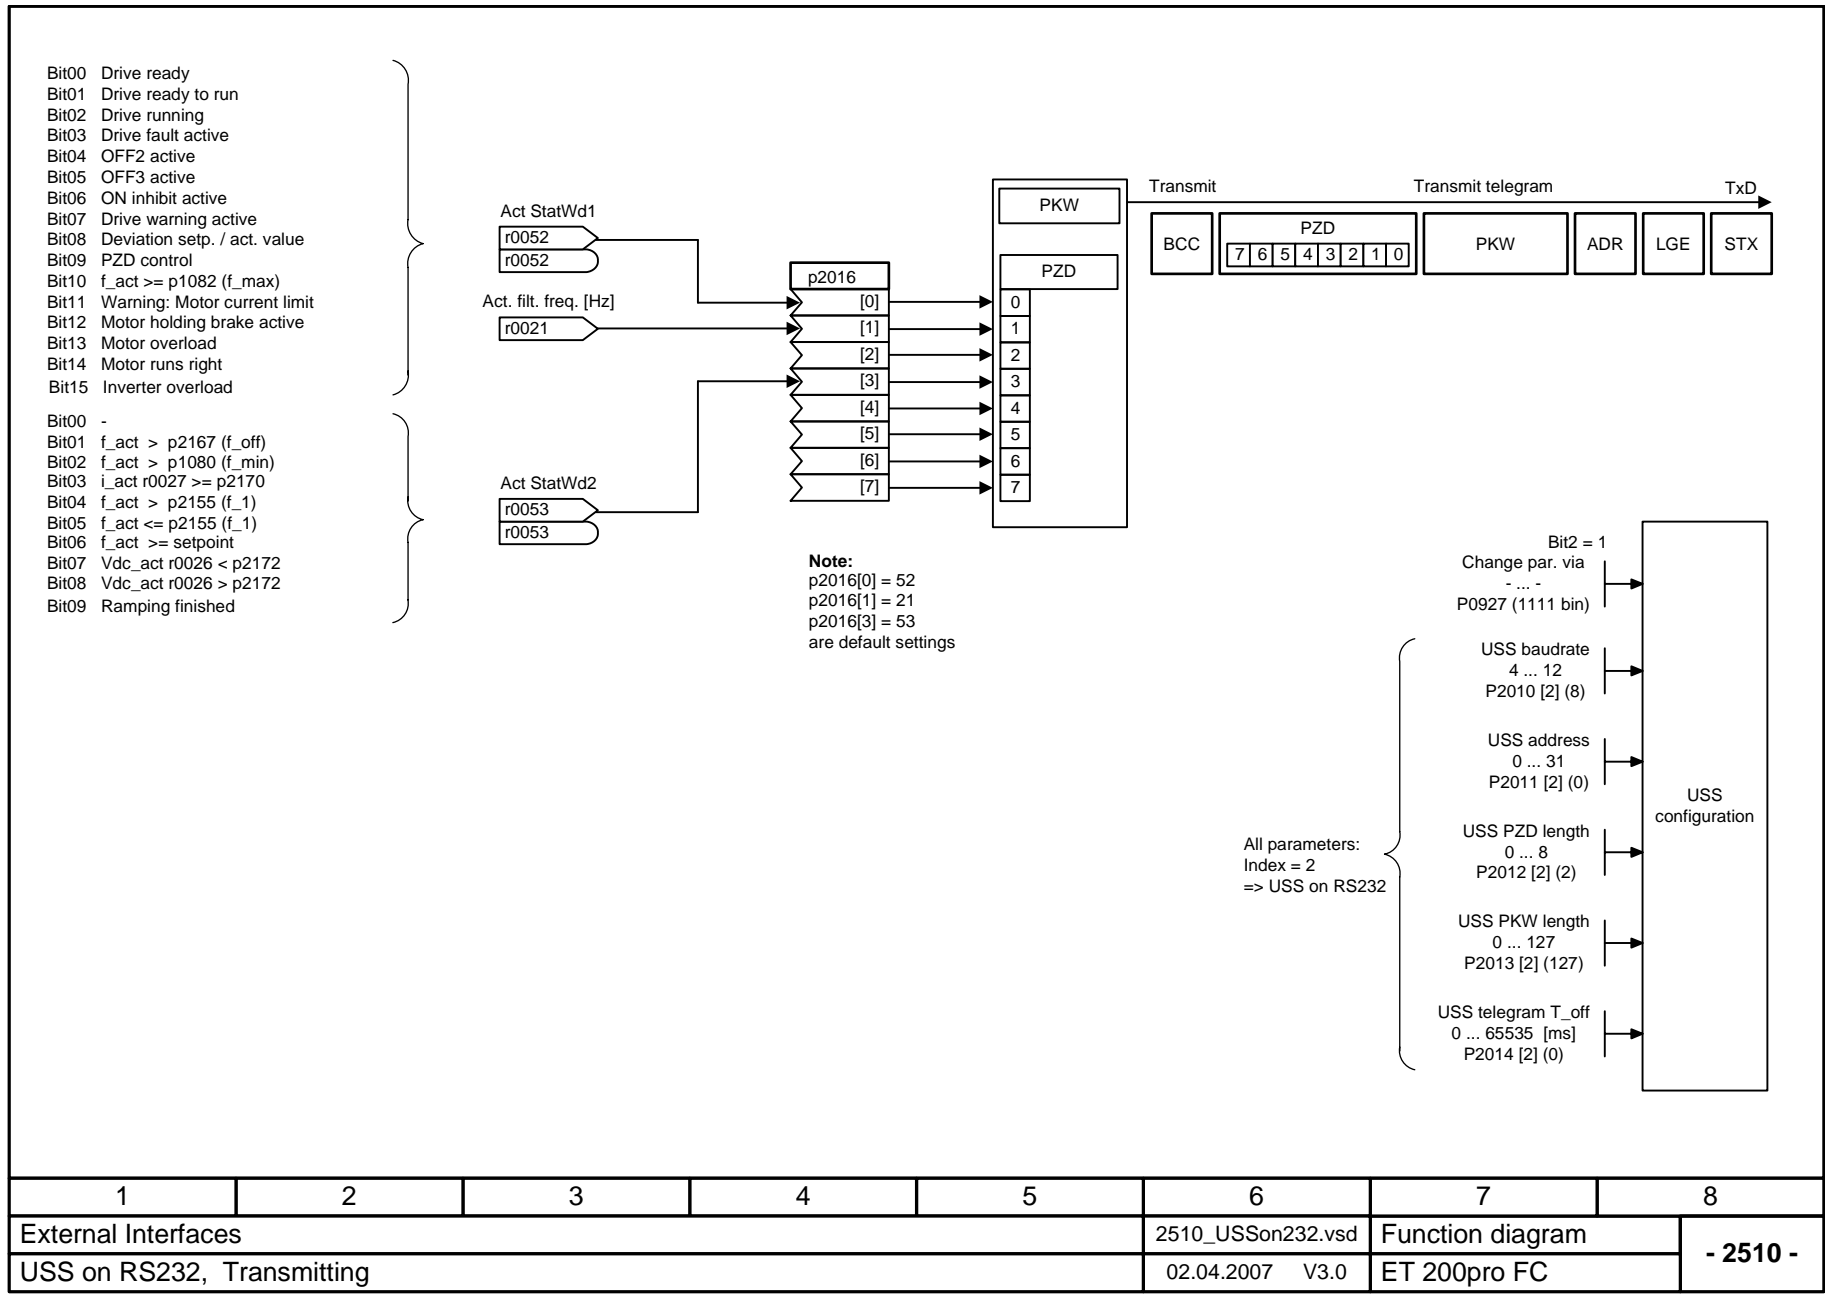 Bit00 Drive ready
Bit01 Drive ready to run
Bit02 Drive running
Bit03 Drive fault active
Bit04 OFF2 active
Bit05 OFF3 active
Bit06 ON inhibit active
Bit07 Drive warning active
Bit08 Deviation setp. / act. value
Bit09 PZD control
Bit10 f_act >= p1082 (f_max)
Bit11 Warning: Motor current limit
Bit12 Motor holding brake active
Bit13 Motor overload
Bit14 Motor runs right
Bit15 Inverter overload
Bit00 -
Bit01 f_act > p2167 (f_off)
Bit02 f_act > p1080 (f_min)
Bit03 i_act r0027 >= p2170
Bit04 f_act > p2155 (f_1)
Bit05 f_act <= p2155 (f_1)
Bit06 f_act >= setpoint
Bit07 Vdc_act r0026 < p2172
Bit08 Vdc_act r0026 > p2172
Bit09 Ramping finished
Act StatWd1
r0052
r0052
Act. filt. freq. [Hz]
r0021
Act StatWd2
r0053
r0053
p2016
[0]
[1]
[2]
[3]
[4]
[5]
[6]
[7]
Note:
p2016[0] = 52
p2016[1] = 21
p2016[3] = 53
are default settings
PKW
PZD
0
1
2
3
4
5
6
7
Transmit Transmit telegram TxD
BCC PZD PKW ADR LGE STX
7 6 5 4 3 2 1 0
Bit2 = 1
Change par. via
- ... -
P0927 (1111 bin)
USS baudrate
4 ... 12
P2010 [2] (8)
USS address
0 ... 31
P2011 [2] (0)
USS PZD length
0 ... 8
P2012 [2] (2)
USS PKW length
0 ... 127
P2013 [2] (127)
USS telegram T_off
0 ... 65535 [ms]
P2014 [2] (0)
All parameters:
Index = 2
=> USS on RS232
USS
configuration
1 2 3 4 5 6 7 8
External Interfaces 2510_USSon232.vsd Function diagram
- 2510 -
USS on RS232, Transmitting 02.04.2007 V3.0 ET 200pro FC